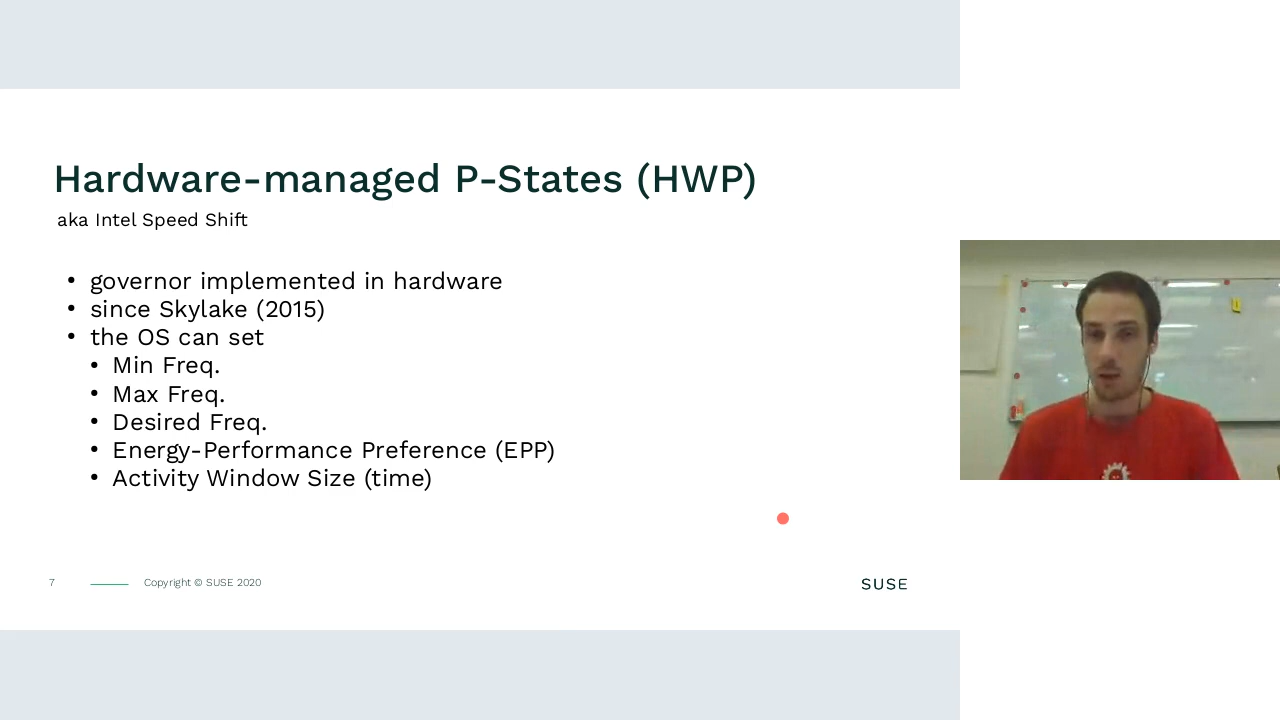 Hardware-managed P-States (HWP)
aka Intel Speed Shift
• governor implemented in hardware
• since Skylake (2015)
• the OS can set
• Min Freq.
• Max Freq.
• Desired Freq.
• Energy-Performance Preference (EPP)
• Activity Window Size (time)
7
Copyright © SUSE 2020
SUSE